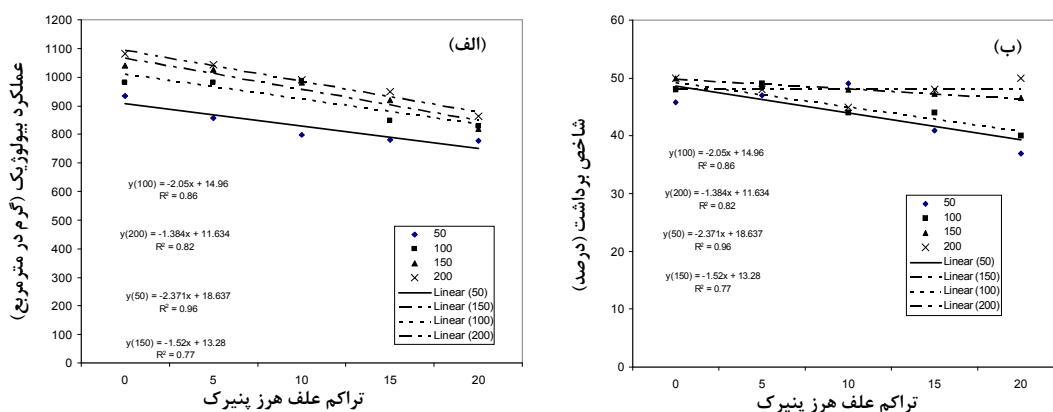 (الف)
عملکرد بیولوژیک (گرم در مترمربع)
1200
1100
1000
900
800
700
600
500
400
300
200
100
0
y(100) = -2.05x + 14.96
R² = 0.86
y(200) = -1.384x + 11.634
R² = 0.82
y(50) = -2.371x + 18.637
R² = 0.96
y(150) = -1.52x + 13.28
R² = 0.77
50
100
150
200
Linear (50)
Linear (150)
Linear (100)
Linear (200)
0 5 10 15 20
تراکم علف هرز پنیرک
(ب)
شاخص برداشت (درصد)
60
50
40
30
20
10
0
y(100) = -2.05x + 14.96
R² = 0.86
y(200) = -1.384x + 11.634
R² = 0.82
y(50) = -2.371x + 18.637
R² = 0.96
y(150) = -1.52x + 13.28
R² = 0.77
50
100
150
200
Linear (50)
Linear (150)
Linear (100)
Linear (200)
0 5 10 15 20
تراکم علف هرز پنیرک